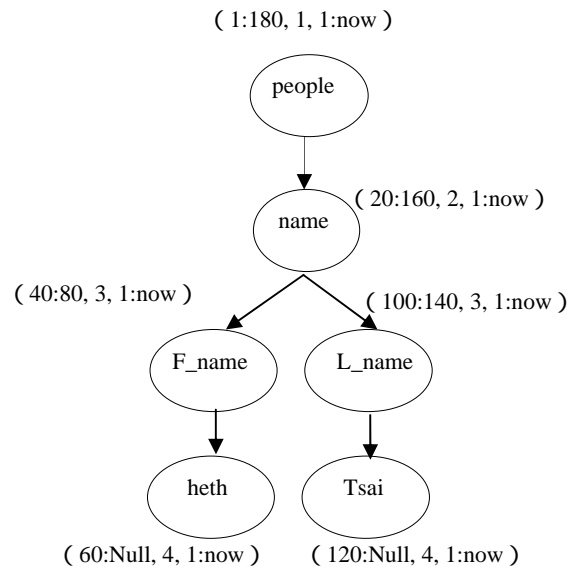 ( 1:180, 1, 1:now )
people
( 20:160, 2, 1:now )
name
( 40:80, 3, 1:now )
( 100:140, 3, 1:now )
F_name
L_name
heth
Tsai
( 60:Null, 4, 1:now )
( 120:Null, 4, 1:now )